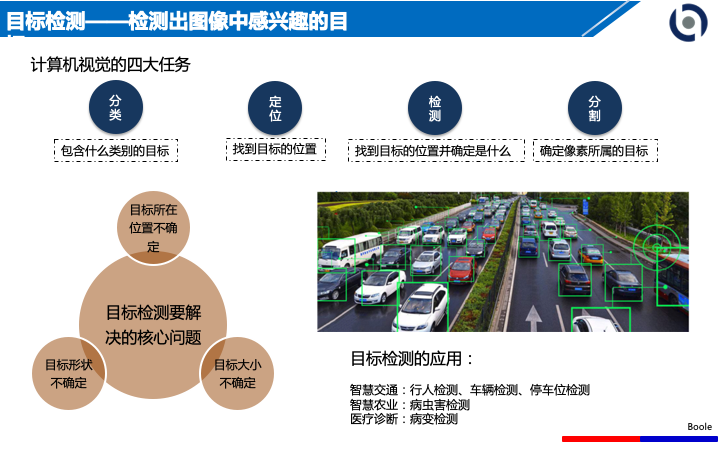 目标检测——检测出图像中感兴趣的目
计算机视觉的四大任务
分
类
定
位
检
测
分
割
包含什么类别的目标
找到目标的位置
找到目标的位置并确定是什么
确定像素所属的目标
目标所在
位置不确
定
目标检测要解
决的核心问题
目标形状
不确定
目标大小
不确定
目标检测的应用：
智慧交通：行人检测、车辆检测、停车位检测
智慧农业：病虫害检测
医疗诊断：病变检测
Boole